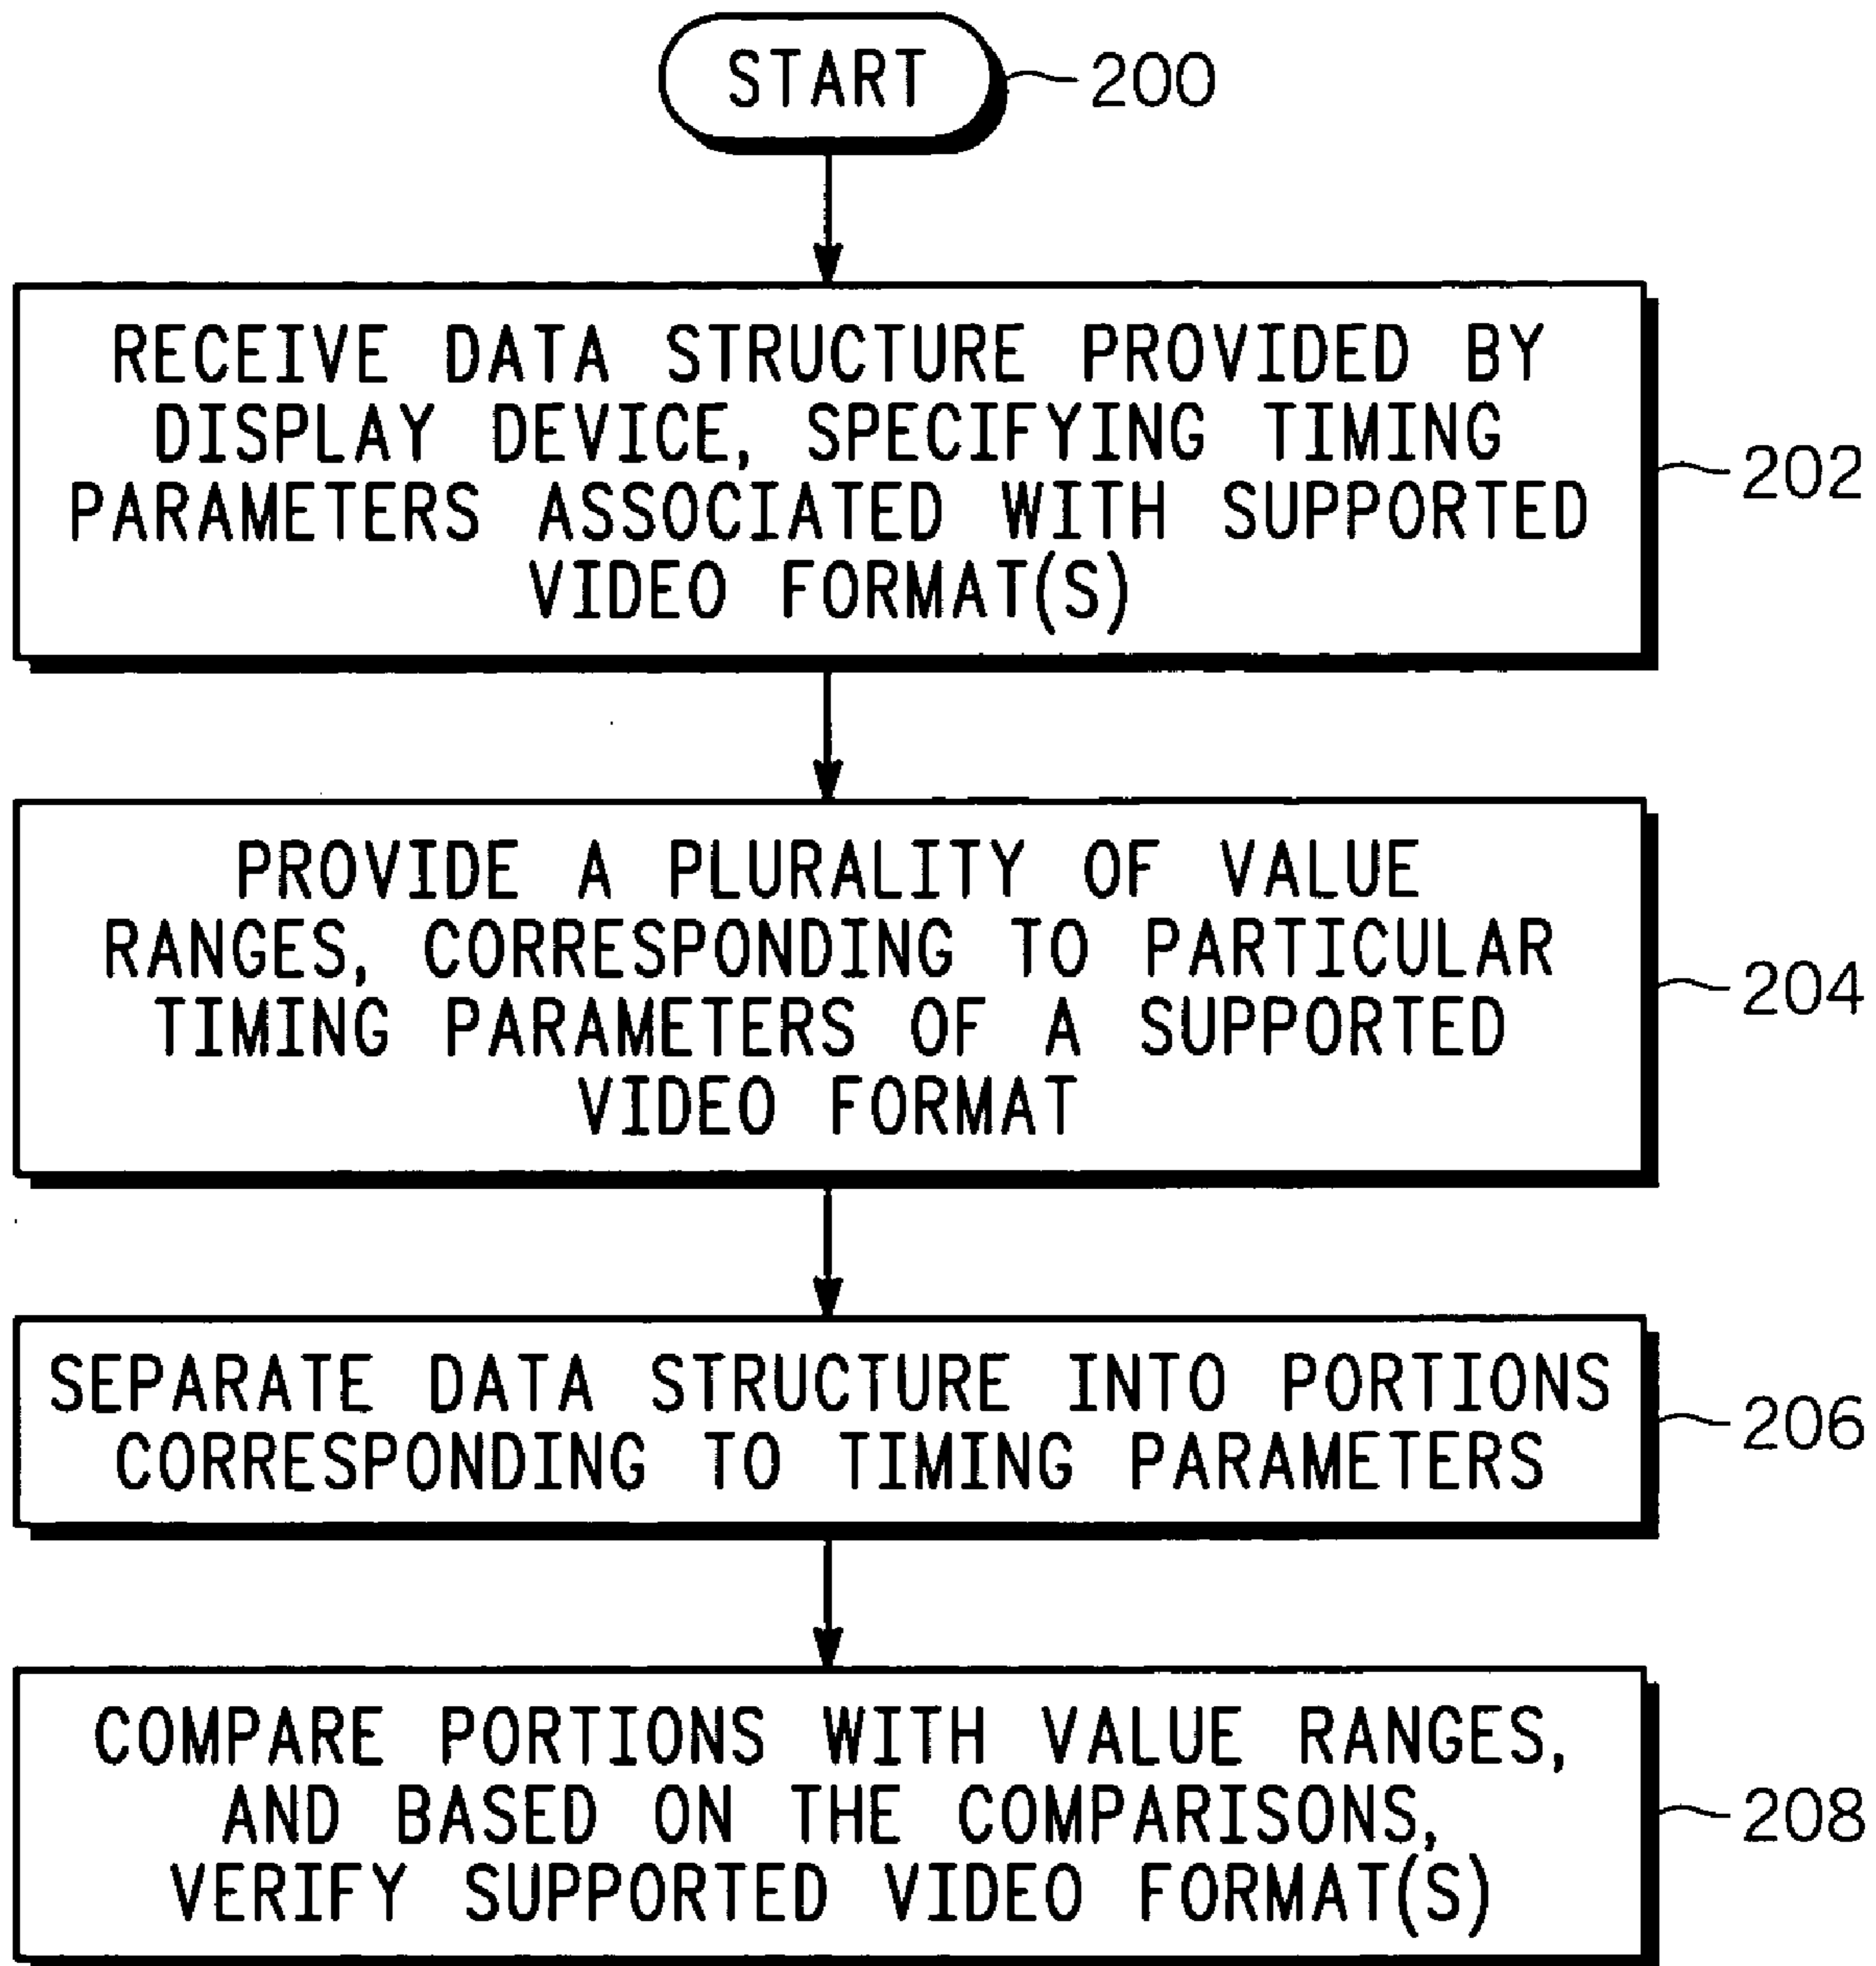 START
200
RECEIVE DATA STRUCTURE PROVIDED BY
DISPLAY DEVICE, SPECIFYING TIMING
PARAMETERS ASSOCIATED WITH SUPPORTED
VIDEO FORMAT(S)
202
PROVIDE A PLURALITY OF VALUE
RANGES, CORRESPONDING TO PARTICULAR
TIMING PARAMETERS OF A SUPPORTED
VIDEO FORMAT
204
SEPARATE DATA STRUCTURE INTO PORTIONS
CORRESPONDING TO TIMING PARAMETERS
206
COMPARE PORTIONS WITH VALUE RANGES,
AND BASED ON THE COMPARISONS,
VERIFY SUPPORTED VIDEO FORMAT(S)
208